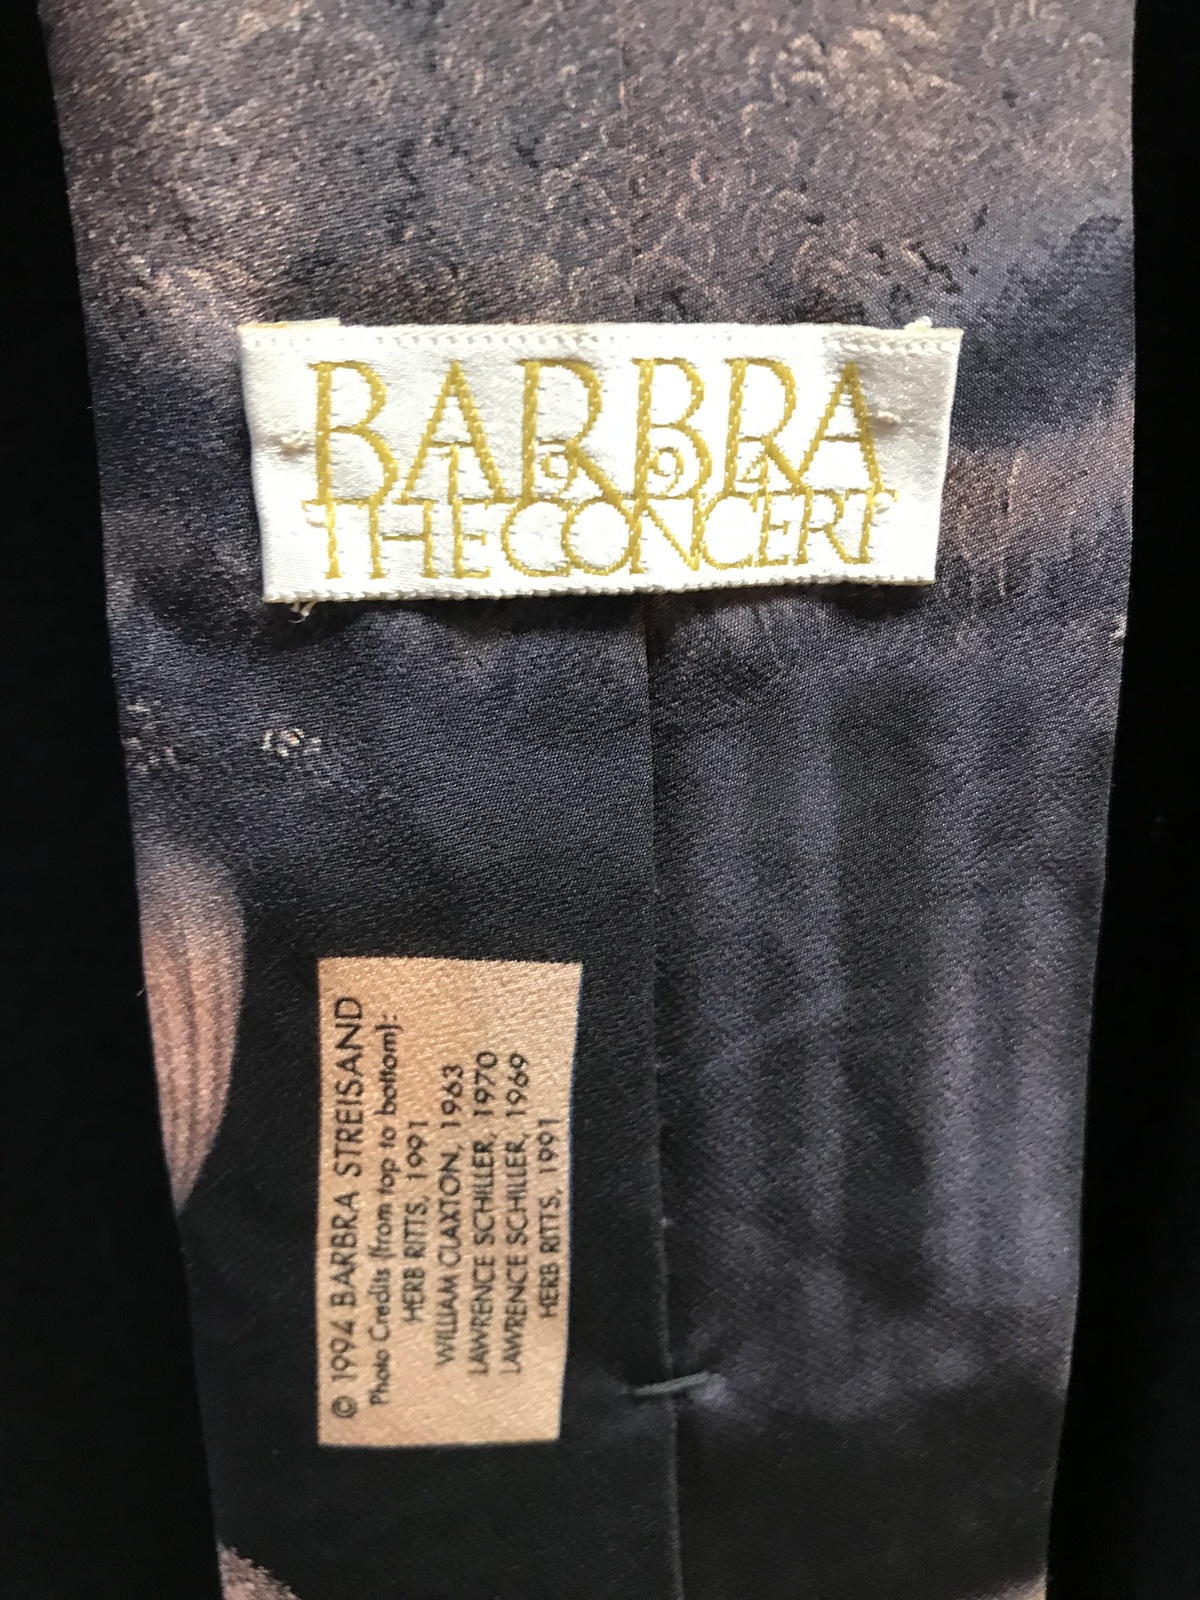 BARBRA
1994
THE CONCERT
© 1994 BARBRA STREISAND
Photo Credits (from top to bottom):
HERB RITTS, 1991
WILLIAM CLAXTON, 1963
LAWRENCE SCHILLER, 1970
LAWRENCE SCHILLER, 1969
HERB RITTS, 1991